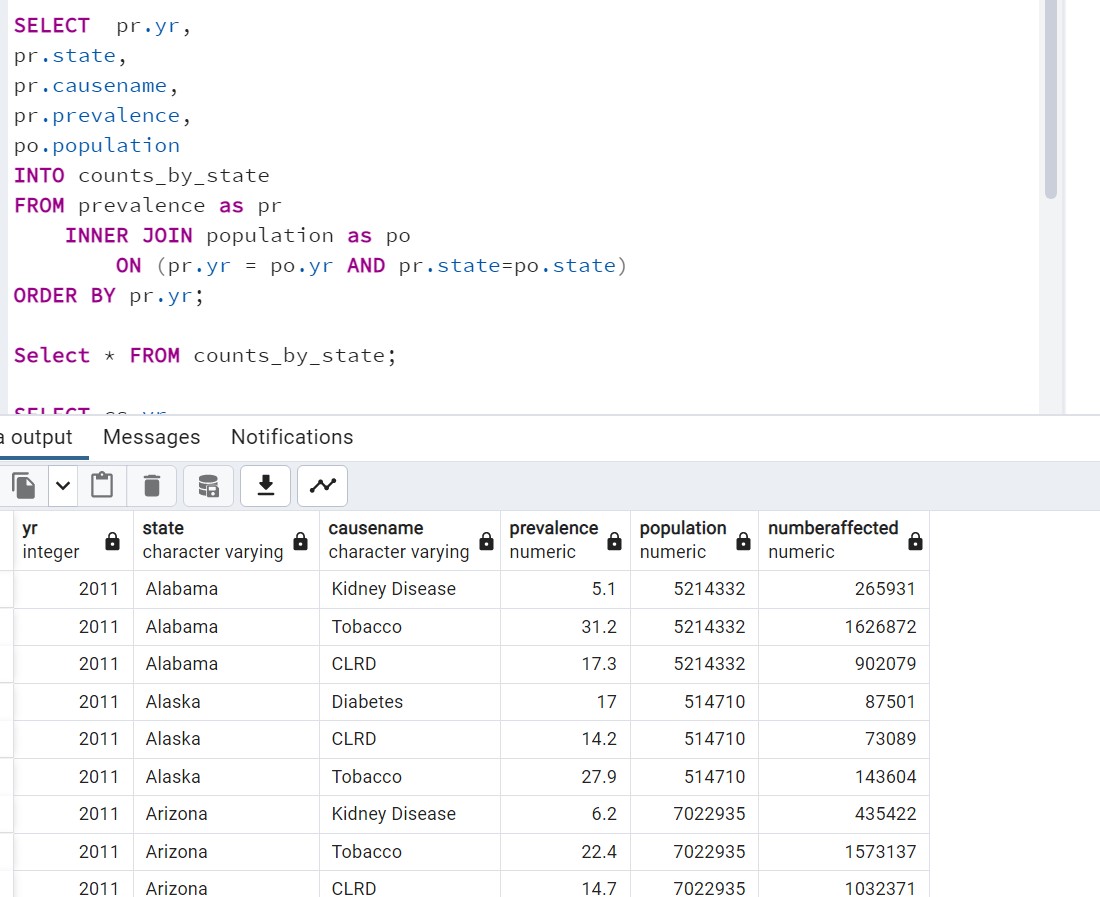 SELECT  pr.yr,
pr.state,
pr.causename,
pr.prevalence,
po.population
INTO counts_by_state
FROM prevalence as pr
INNER JOIN population as po
ON (pr.yr = po.yr AND pr.state=po.state)
ORDER BY pr.yr;
Select * FROM counts_by_state;
a output Messages Notifications
yr state causename prevalence population numberaffected
integer character varying character varying numeric numeric numeric
2011 Alabama Kidney Disease 5.1 5214332 265931
2011 Alabama Tobacco 31.2 5214332 1626872
2011 Alabama CLRD 17.3 5214332 902079
2011 Alaska Diabetes 17 514710 87501
2011 Alaska CLRD 14.2 514710 73089
2011 Alaska Tobacco 27.9 514710 143604
2011 Arizona Kidney Disease 6.2 7022935 435422
2011 Arizona Tobacco 22.4 7022935 1573137
2011 Arizona CLRD 14.7 7022935 1032371